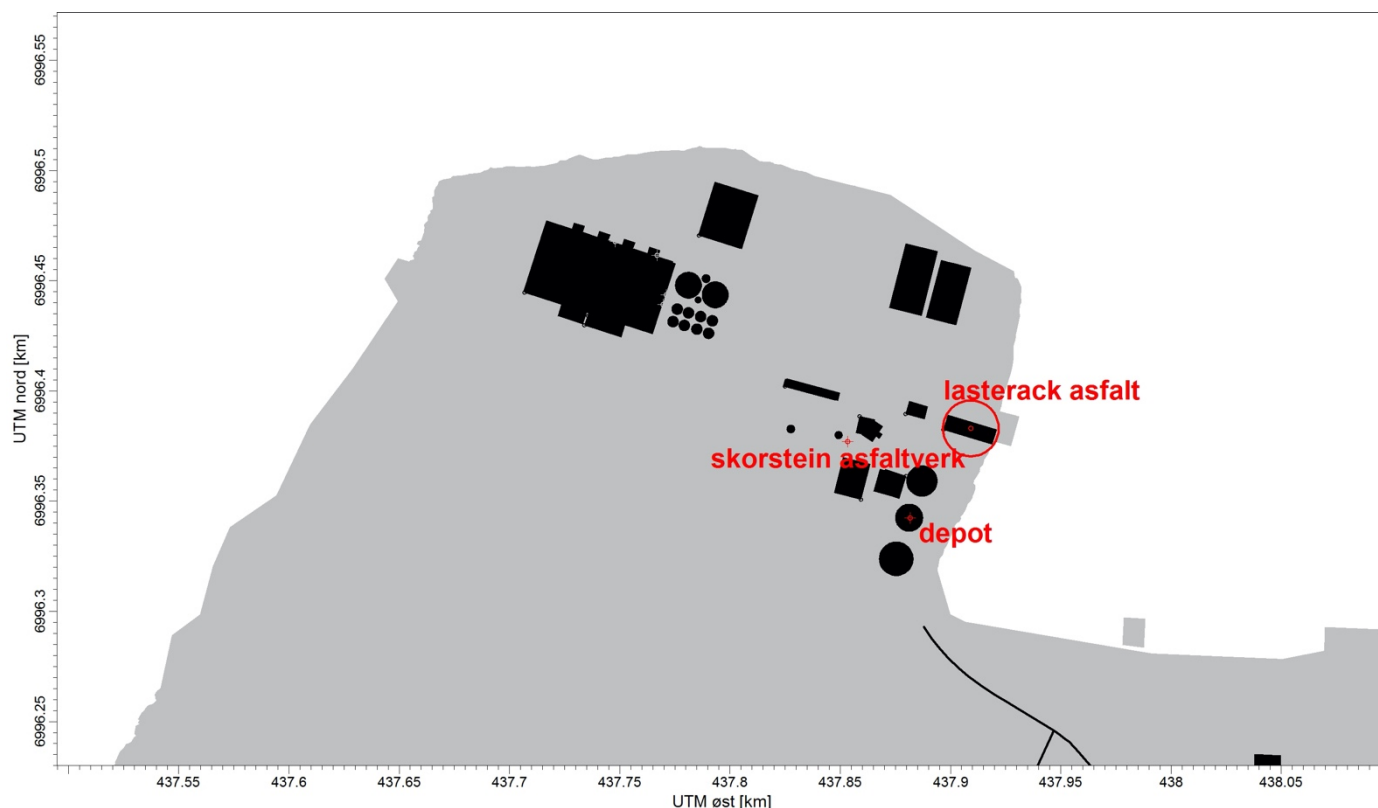 6996.55
6996.5
6996.45
6996.4
6996.35
6996.3
6996.25
UTM nord [km]
lasterack asfalt
skorstein asfaltverk
depot
437.55 437.6 437.65 437.7 437.75 437.8 437.85 437.9 437.95 438 438.05
UTM øst [km]